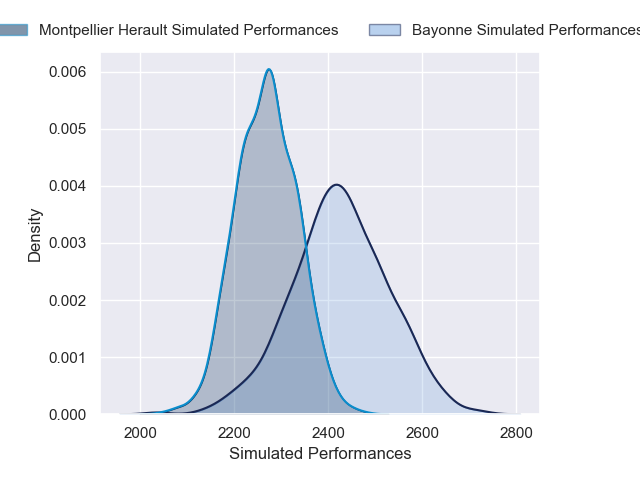 Montpellier Herault Simulated Performances
Bayonne Simulated Performances
0.006
0.005
0.004
0.003
0.002
0.001
0.000
Density
2000 2200 2400 2600 2800
Simulated Performances